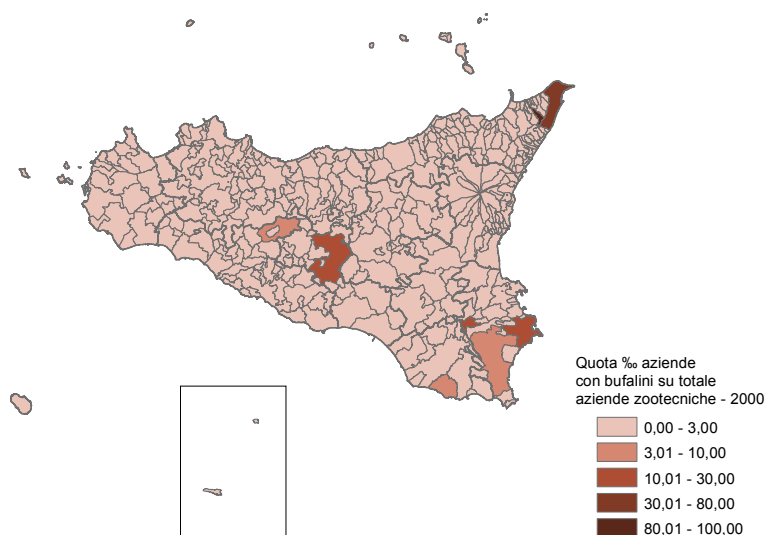 Quota ‰ aziende
con bufalini su totale
aziende zootecniche - 2000
0,00 - 3,00
3,01 - 10,00
10,01 - 30,00
30,01 - 80,00
80,01 - 100,00